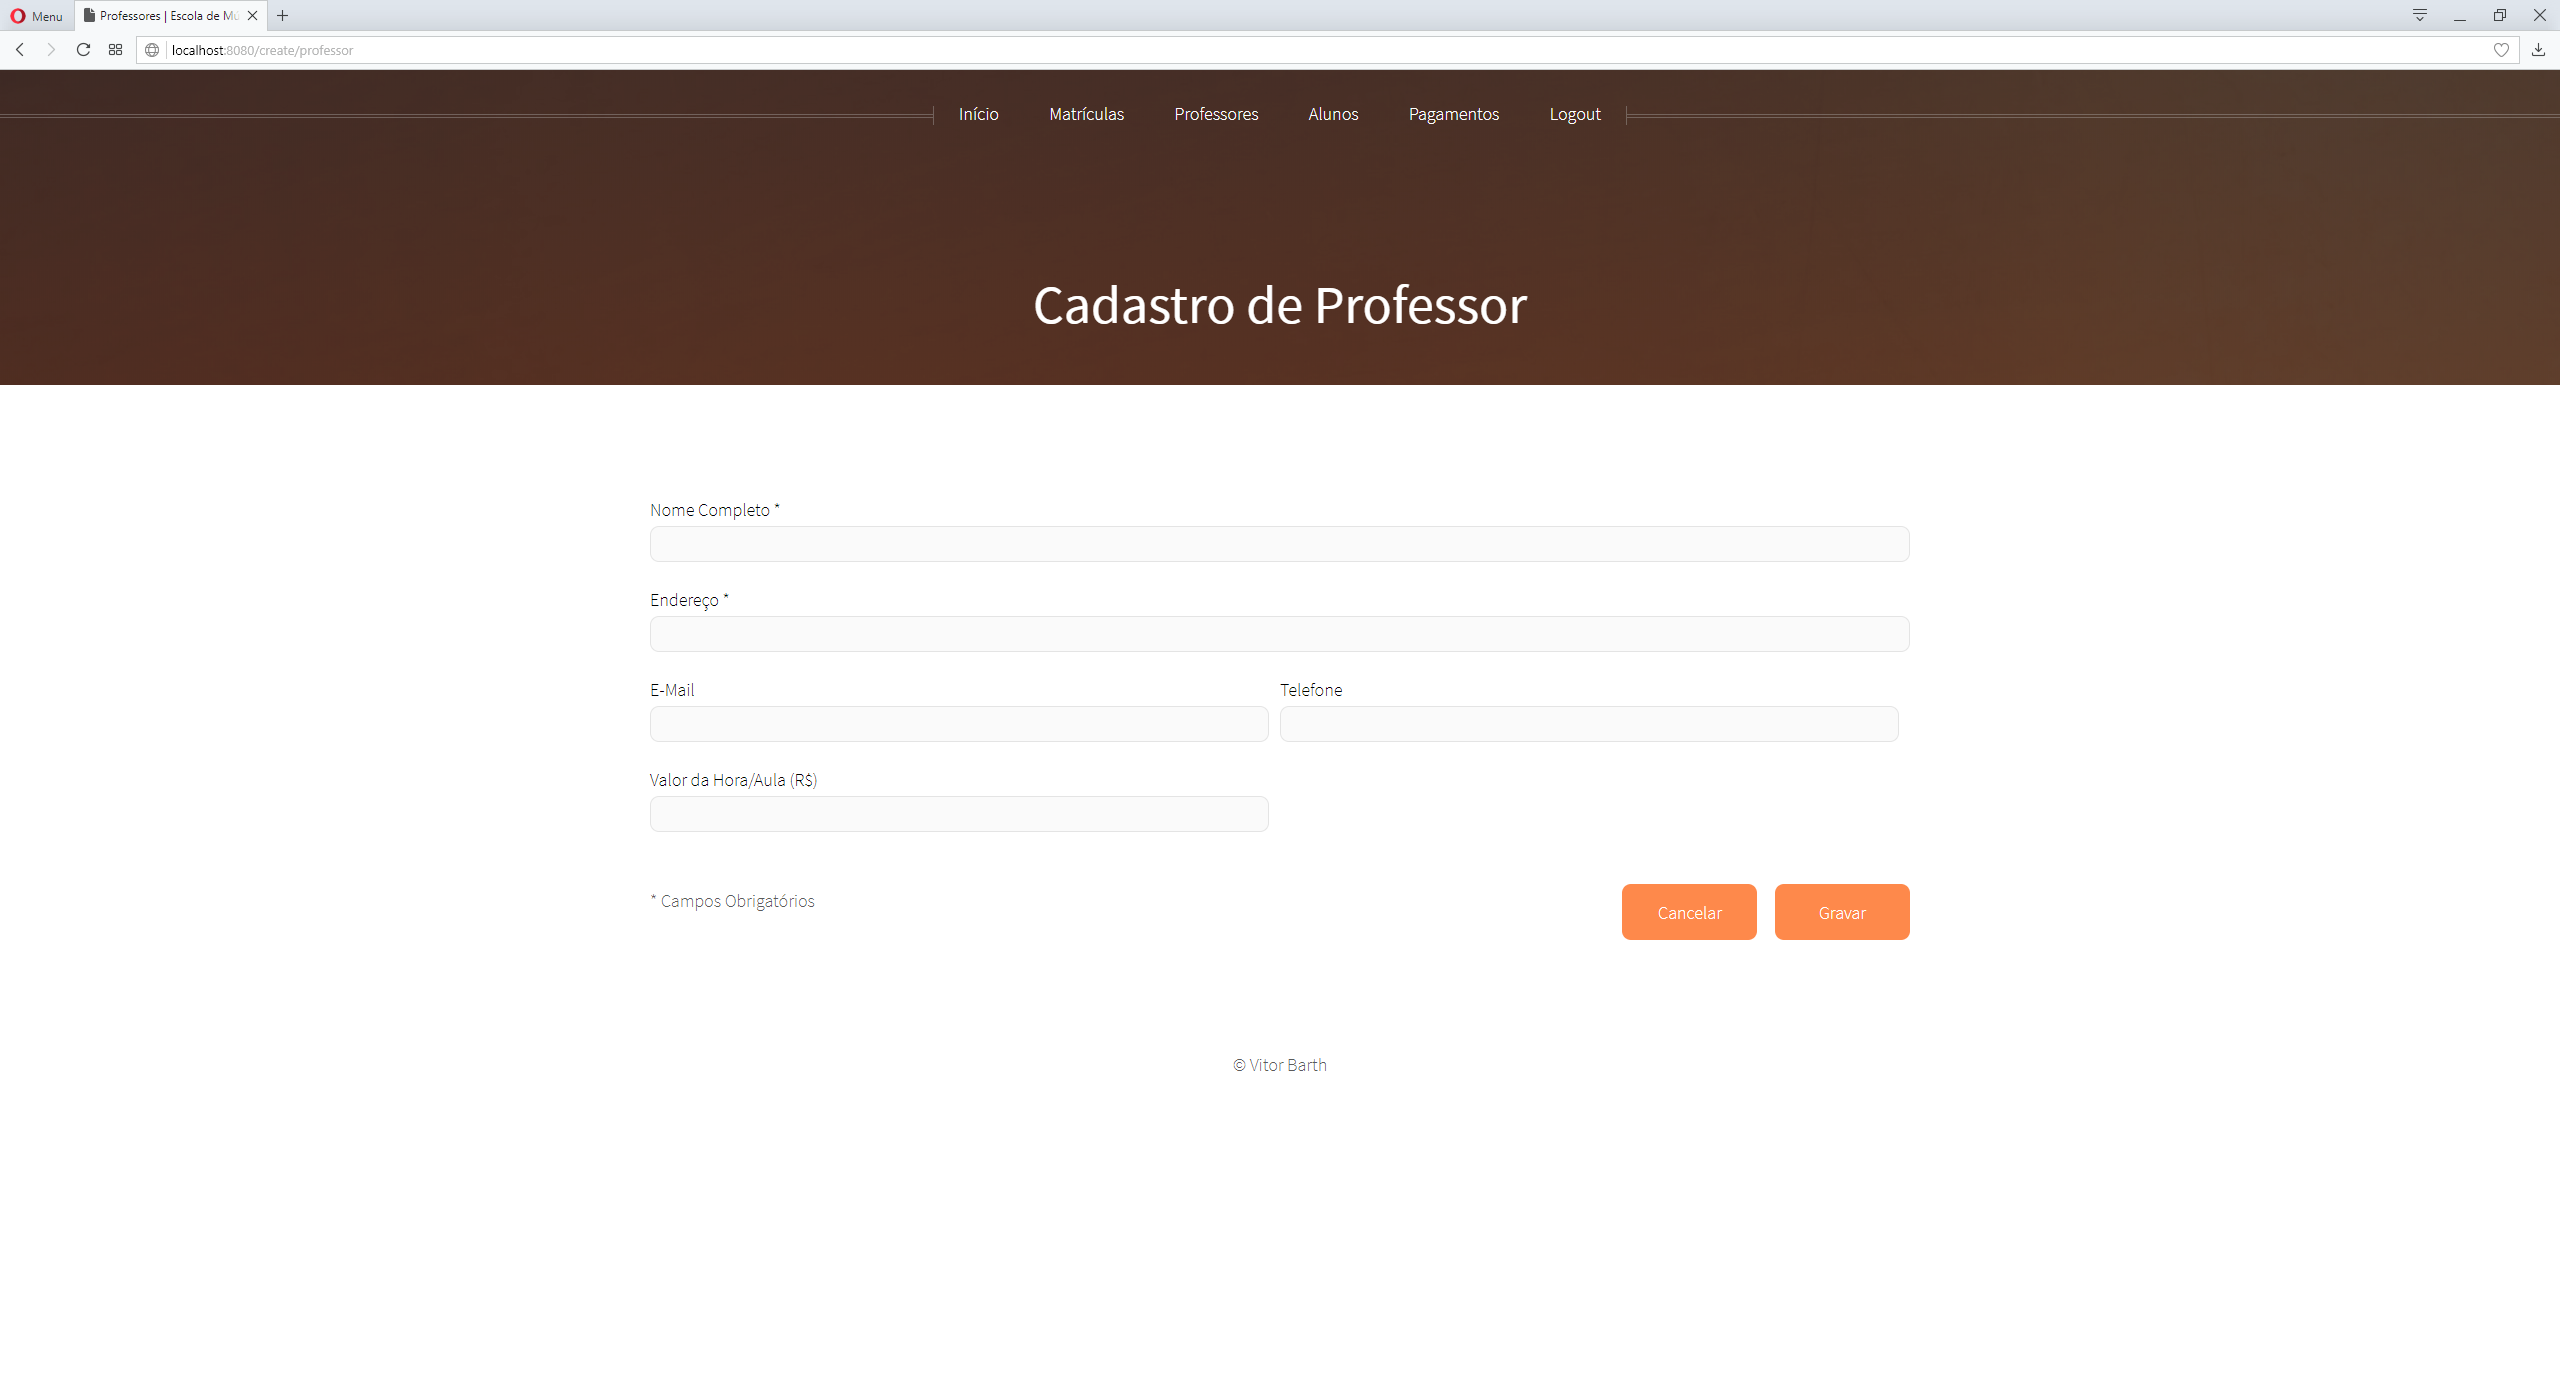 Menu
Professores | Escola de Mú
localhost:8080/create/professor
Início Matrículas Professores Alunos Pagamentos Logout
Cadastro de Professor
Nome Completo *
Endereço *
E-Mail Telefone
Valor da Hora/Aula (R$)
* Campos Obrigatórios Cancelar Gravar
© Vitor Barth